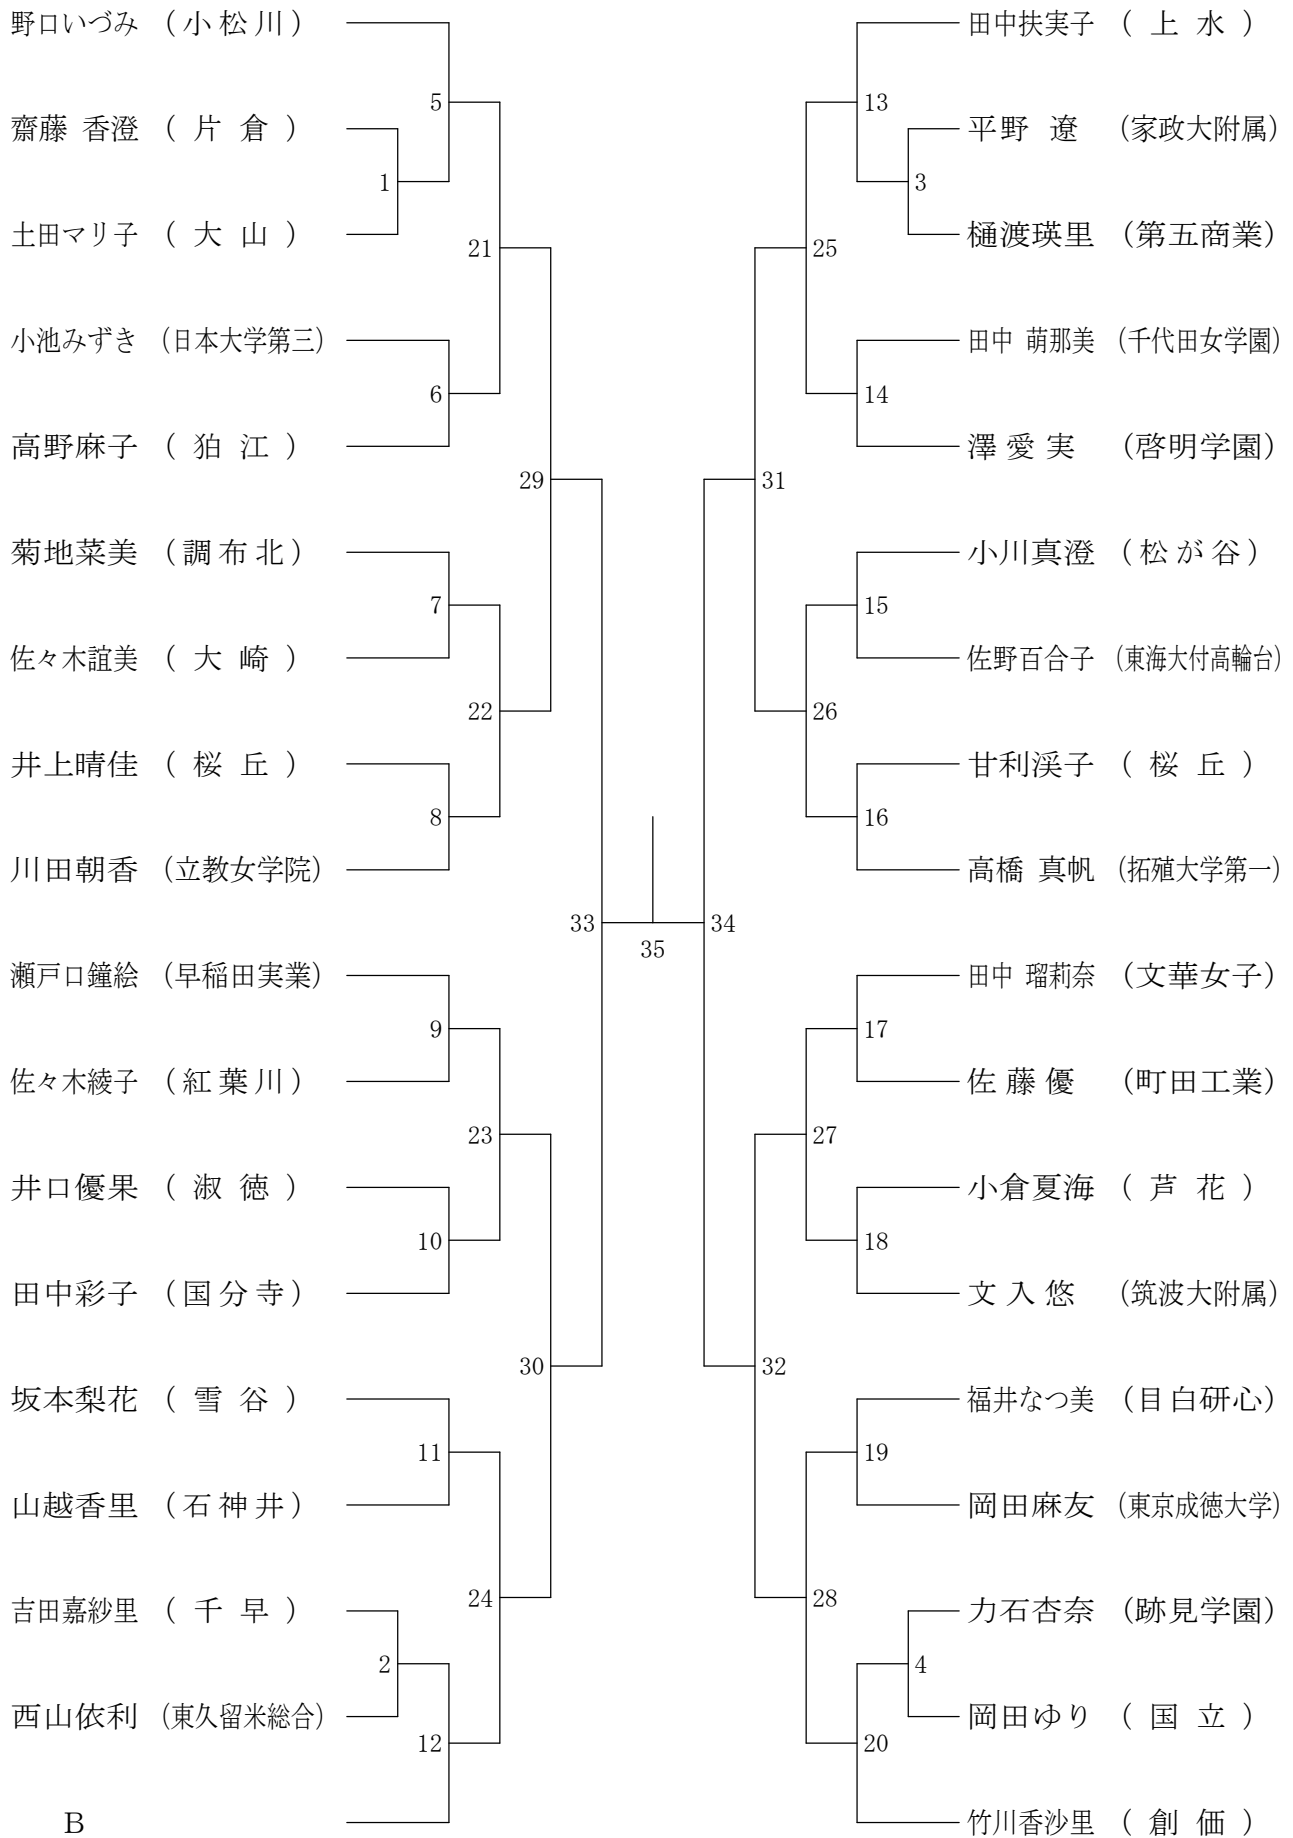 野口いづみ （小松川）
5
齋藤 香澄 （片倉）
1
土田マリ子 （大山）
21
小池みずき （日本大学第三）
6
高野麻子 （狛江）
29
菊地菜美 （調布北）
7
佐々木誼美 （大崎）
22
井上晴佳 （桜丘）
8
川田朝香 （立教女学院）
33
瀬戸口鐘絵 （早稲田実業）
9
佐々木綾子 （紅葉川）
23
井口優果 （淑徳）
10
田中彩子 （国分寺）
30
坂本梨花 （雪谷）
11
山越香里 （石神井）
24
吉田嘉紗里 （千早）
2
西山依利 （東久留米総合）
12
B
35
田中扶実子 （上水）
13
平野 遼 （家政大附属）
3
樋渡瑛里 （第五商業）
25
田中 萌那美 （千代田女学園）
14
澤愛実 （啓明学園）
31
小川真澄 （松が谷）
15
佐野百合子 （東海大付高輪台）
26
甘利渓子 （桜丘）
16
高橋 真帆 （拓殖大学第一）
34
田中 瑠莉奈 （文華女子）
17
佐藤優 （町田工業）
27
小倉夏海 （芦花）
18
文入悠 （筑波大附属）
32
福井なつ美 （目白研心）
19
岡田麻友 （東京成徳大学）
28
力石杏奈 （跡見学園）
4
岡田ゆり （国立）
20
竹川香沙里 （創価）